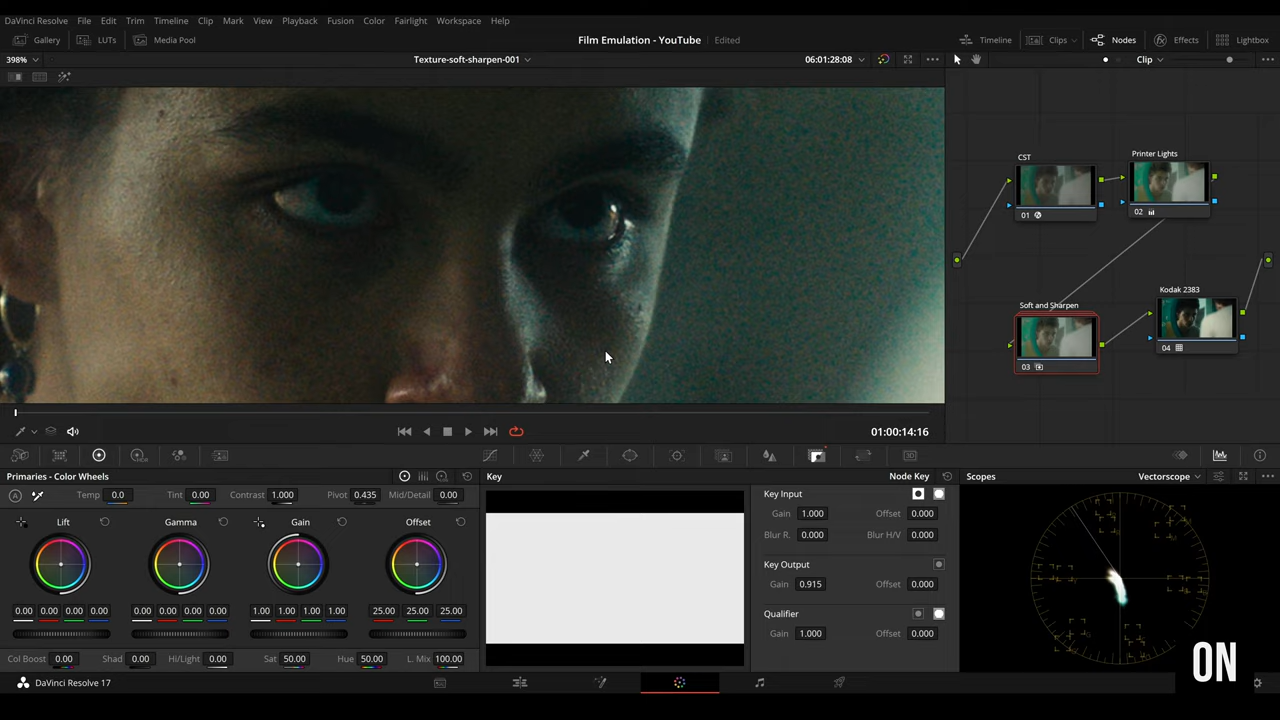 DaVinci Resolve File Edit Trim Timeline Clip Mark View Playback Fusion Color Fairlight Workspace Help
Gallery LUTs Media Pool Film Emulation - YouTube Edited Timeline Clips Nodes Effects Lightbox
398% Texture-soft-sharpen-001 06:01:28:08 Clip
CST Printer Lights
01 02
Soft and Sharpen Kodak 2383
03 04
01:00:14:16
Primaries - Color Wheels Key Node Key Scopes Vectorscope
A Temp 0.0 Tint 0.00 Contrast 1.000 Pivot 0.435 Mid/Detail 0.00 Key Input
Lift Gamma Gain Offset Gain 1.000 Offset 0.000
Blur R. 0.000 Blur H/V 0.000
Key Output
Gain 0.915 Offset 0.000
0.00 0.00 0.00 0.00 0.00 0.00 0.00 0.00 1.00 1.00 1.00 1.00 25.00 25.00 25.00 Qualifier
Gain 1.000 Offset 0.000
Col Boost 0.00 Shad 0.00 Hi/Light 0.00 Sat 50.00 Hue 50.00 L. Mix 100.00
ON
DaVinci Resolve 17